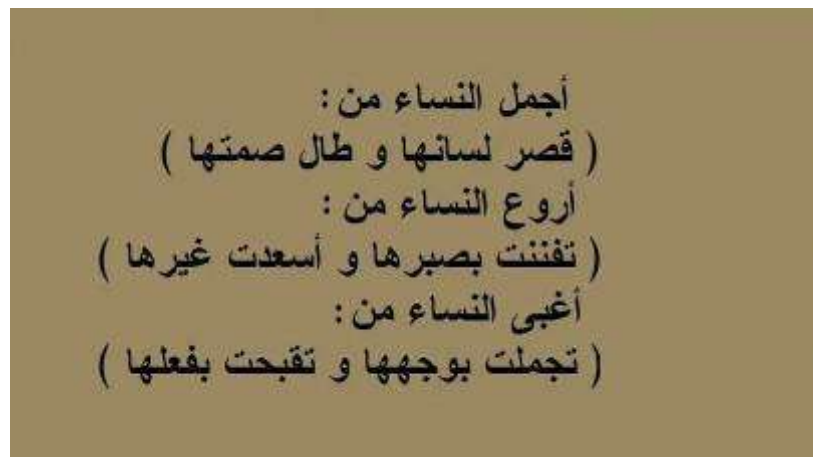 أجمل النساء من :
( قصر لسانها و طال صمتها )
أروع النساء من :
( تفننت بصبرها و أسعدت غيرها )
أغبى النساء من :
( تجملت بوجهها و تقبحت بفعلها )